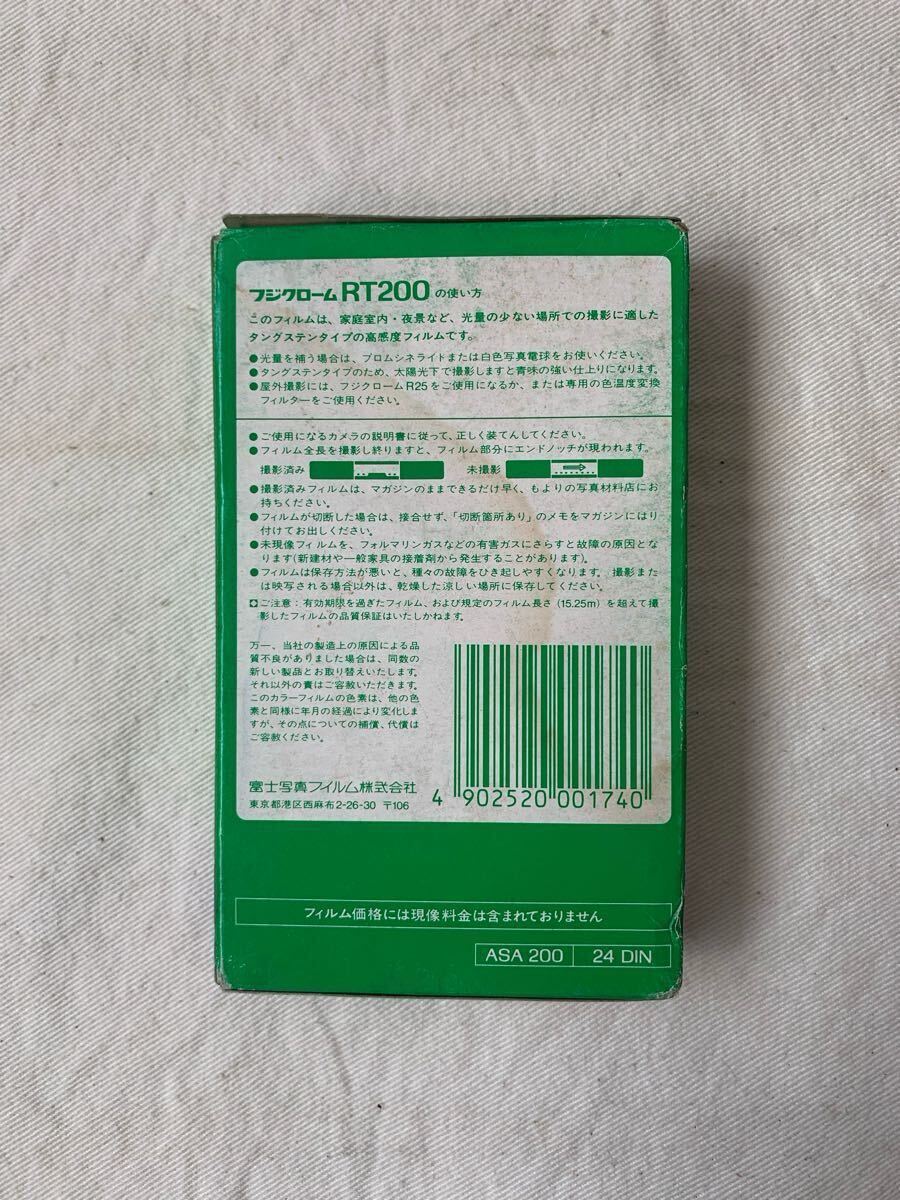 フジクローム RT200 の使い方
このフィルムは、家庭室内・夜景など、光量の少ない場所での撮影に適した
タングステンタイプの高感度フィルムです。
●光量を補う場合は、ブロムシネライトまたは白色写真電球をお使いください。
●タングステンタイプのため、太陽光下で撮影しますと青味の強い仕上りになります。
●屋外撮影には、フジクロームR25をご使用になるか、または専用の色温度変換
フィルターをご使用ください。
●ご使用になるカメラの説明書に従って、正しく装てんしてください。
●フィルム全長を撮影し終りますと、フィルム部分にエンドノッチが現われます。
撮影済み 未撮影
●撮影済みフィルムは、マガジンのままできるだけ早く、もよりの写真材料店にお
持ちください。
●フィルムが切断した場合は、接合せず、「切断箇所あり」のメモをマガジンにはり
付けてお出しください。
●未現像フィルムを、フォルマリンガスなどの有害ガスにさらすと故障の原因とな
ります(新建材や一般家具の接着剤から発生することがあります)。
●フィルムは保存方法が悪いと、種々の故障をひき起しやすくなります。撮影また
は映写される場合以外は、乾燥した涼しい場所に保存してください。
ご注意:有効期限を過ぎたフィルム、および規定のフィルム長さ(15.25m)を超えて撮
影したフィルムの品質保証はいたしかねます。
万一、当社の製造上の原因による品
質不良がありました場合は、同数の
新しい製品とお取り替えいたします。
それ以外の責はご容赦いただきます。
このカラーフィルムの色素は、他の色
素と同様に年月の経過により変化しま
すが、その点についての補償、代償は
ご容赦ください。
富士写真フイルム株式会社
東京都港区西麻布2-26-30 〒106
4 902520 001740
フィルム価格には現像料金は含まれておりません
ASA 200 24 DIN